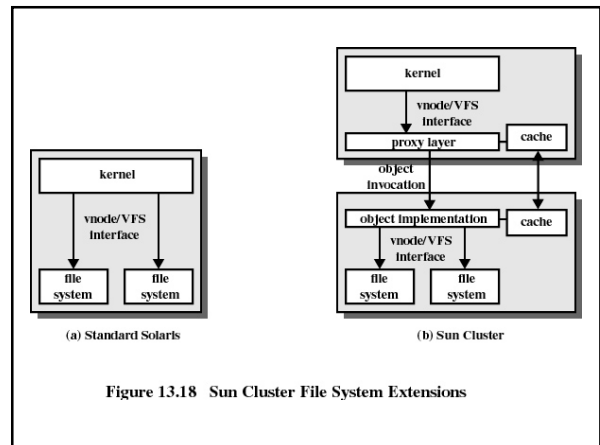 kernel
vnode/VFS
interface
file
system
file
system
(a) Standard Solaris
kernel
vnode/VFS
interface
proxy layer
cache
object
invocation
object implementation
cache
vnode/VFS
interface
file
system
file
system
(b) Sun Cluster
Figure 13.18 Sun Cluster File System Extensions